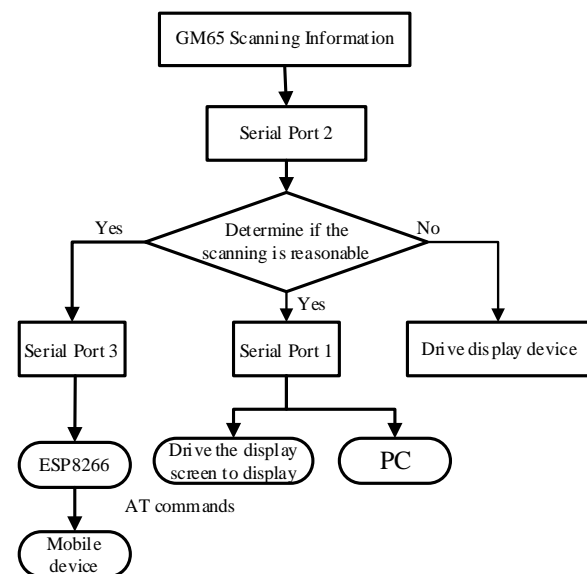 GM65 Scanning Information
Serial Port 2
Yes
Determine if the
scanning is reasonable
No
Yes
Serial Port 3
Serial Port 1
Drive display device
ESP8266
Drive the display
screen to display
PC
AT commands
Mobile
device